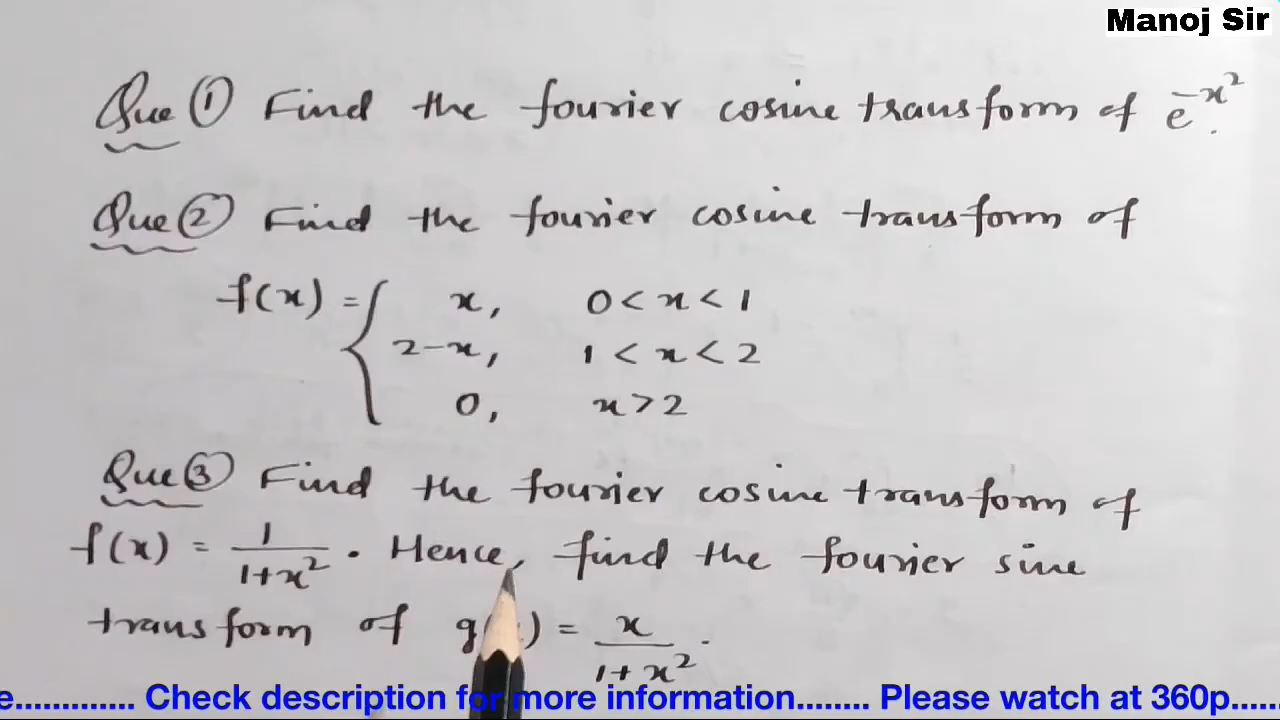 Manoj Sir
Que ① Find the fourier cosine transform of e^-x²
Que ② Find the fourier cosine transform of
f(x) = { x, 0 < x < 1
2-x, 1 < x < 2
0, x > 2
Que ③ Find the fourier cosine transform of
f(x) = 1/(1+x²). Hence, find the fourier sine
transform of g( ) = x/(1+x²).
e............. Check description for more information........ Please watch at 360p......